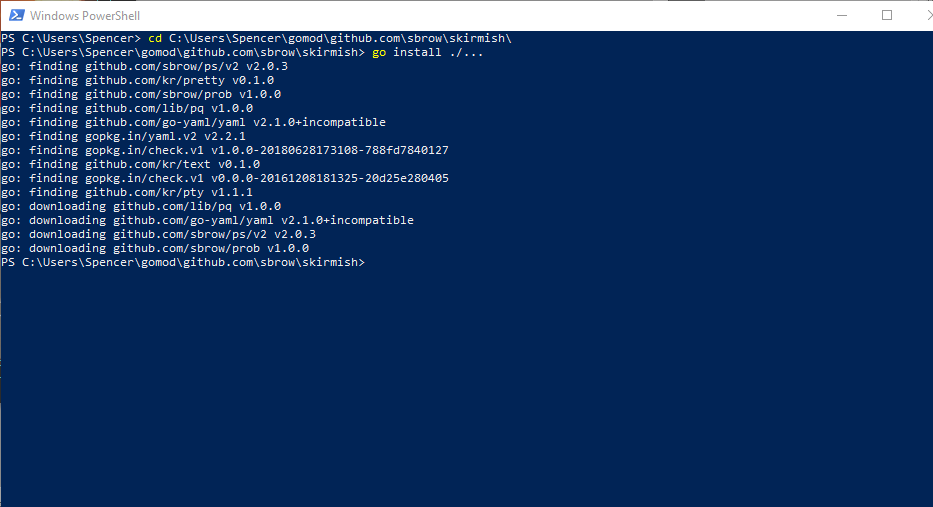 Windows PowerShell
PS C:\Users\Spencer> cd C:\Users\Spencer\gomod\github.com\sbrow\skirmish\
PS C:\Users\Spencer\gomod\github.com\sbrow\skirmish> go install ./...
go: finding github.com/sbrow/ps/v2 v2.0.3
go: finding github.com/kr/pretty v0.1.0
go: finding github.com/sbrow/prob v1.0.0
go: finding github.com/lib/pq v1.0.0
go: finding github.com/go-yaml/yaml v2.1.0+incompatible
go: finding gopkg.in/yaml.v2 v2.2.1
go: finding gopkg.in/check.v1 v1.0.0-20180628173108-788fd7840127
go: finding github.com/kr/text v0.1.0
go: finding gopkg.in/check.v1 v0.0.0-20161208181325-20d25e280405
go: finding github.com/kr/pty v1.1.1
go: downloading github.com/lib/pq v1.0.0
go: downloading github.com/go-yaml/yaml v2.1.0+incompatible
go: downloading github.com/sbrow/ps/v2 v2.0.3
go: downloading github.com/sbrow/prob v1.0.0
PS C:\Users\Spencer\gomod\github.com\sbrow\skirmish>